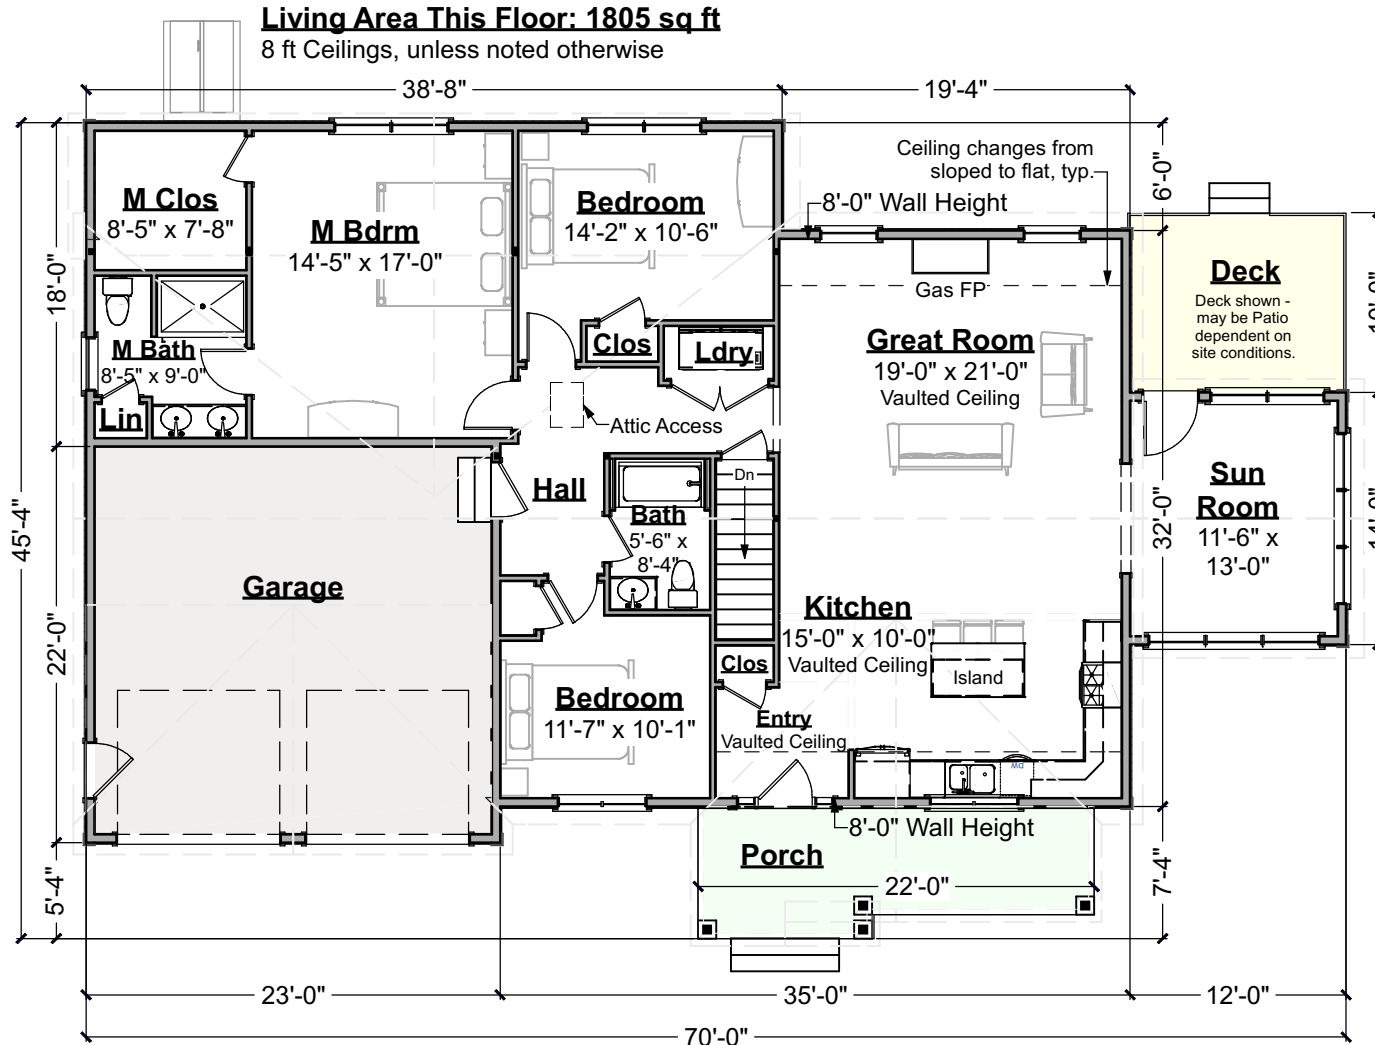 Living Area This Floor: 1805 sq ft
8 ft Ceilings, unless noted otherwise
38'-8"
19'-4"
Ceiling changes from
sloped to flat, typ.
6'-0"
M Clos
8'-5" x 7'-8"
M Bdrm
14'-5" x 17'-0"
Bedroom
14'-2" x 10'-6"
8'-0" Wall Height
Gas FP
Deck
Deck shown -
may be Patio
dependent on
site conditions.
18'-0"
M Bath
8'-5" x 9'-0"
Lin
Clos
Ldry
Great Room
19'-0" x 21'-0"
Vaulted Ceiling
Attic Access
Hall
Dn
Bath
5'-6" x
8'-4"
Sun
Room
11'-6" x
13'-0"
32'-0"
45'-4"
Garage
22'-0"
Kitchen
15'-0" x 10'-0"
Vaulted Ceiling
Island
Clos
Bedroom
11'-7" x 10'-1"
Entry
Vaulted Ceiling
DW
8'-0" Wall Height
Porch
22'-0"
5'-4"
7'-4"
23'-0"
35'-0"
12'-0"
70'-0"